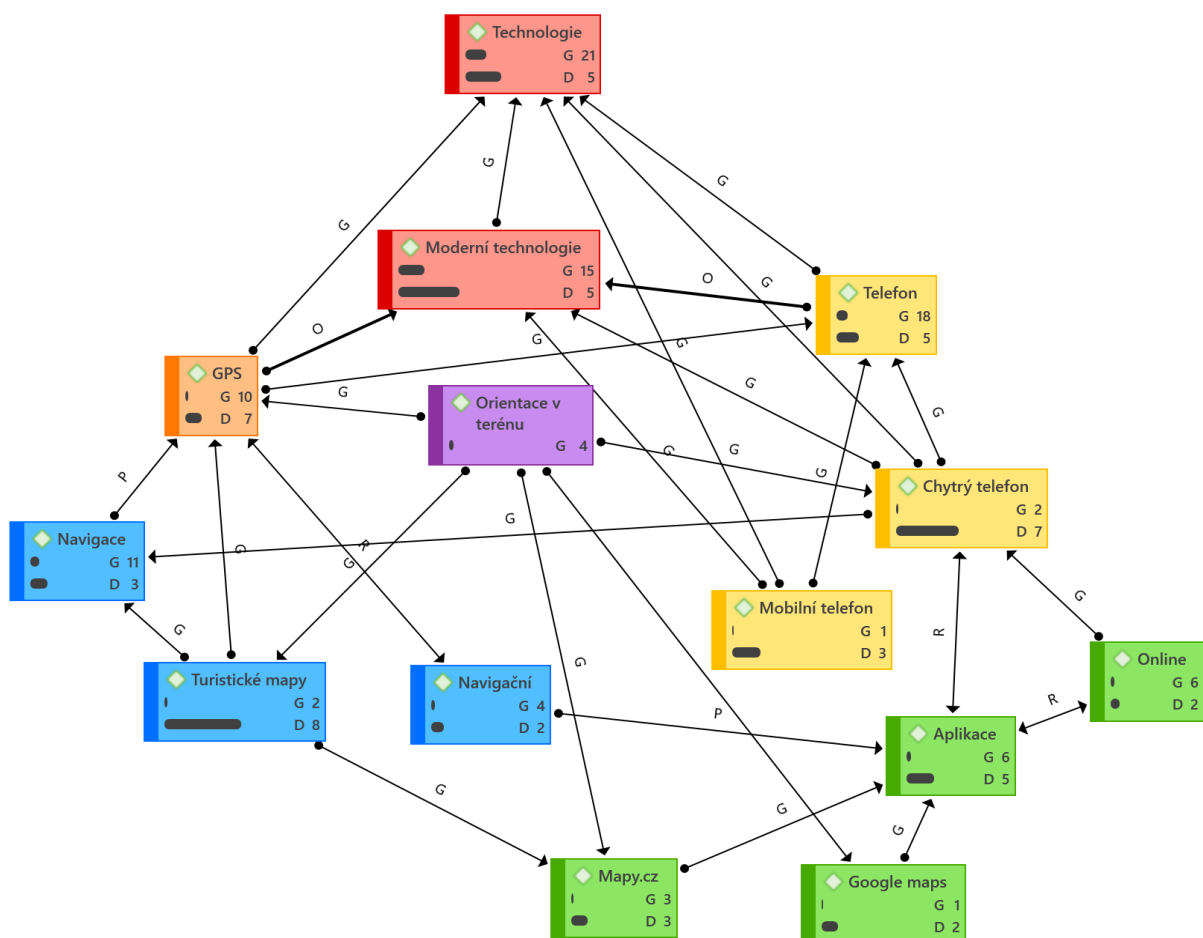 Technologie
G 21
D 5
G
G
G
G
Moderní technologie
G 15
D 5
G
O
Telefon
G 18
D 5
O
G
G
GPS
G 10
D 7
G
G
Orientace v
terénu
G 4
G
G
G
G
Chytrý telefon
G 2
D 7
P
G
Navigace
G 11
D 3
G
R
G
Mobilní telefon
G 1
D 3
G
R
G
Online
G 6
D 2
Turistické mapy
G 2
D 8
Navigační
G 4
D 2
G
P
R
Aplikace
G 6
D 5
G
G
G
Mapy.cz
G 3
D 3
Google maps
G 1
D 2